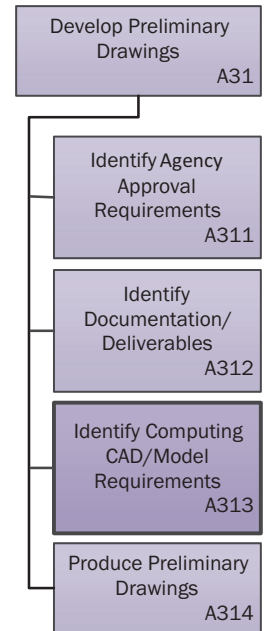 Develop Preliminary
Drawings
A31
Identify Agency
Approval
Requirements
A311
Identify
Documentation/
Deliverables
A312
Identify Computing
CAD/Model
Requirements
A313
Produce Preliminary
Drawings
A314